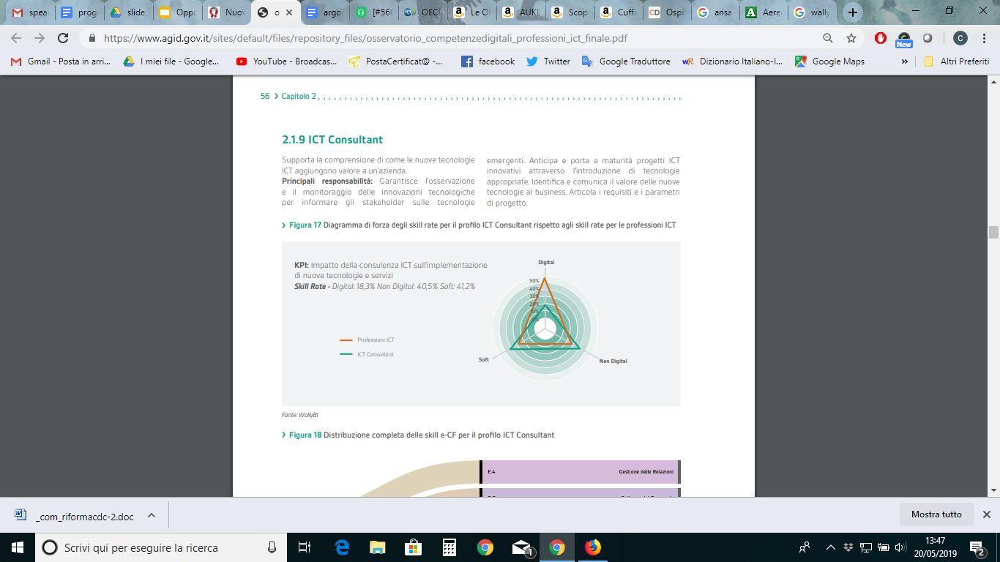 spea
prog
slide
Oppo
Nuov
o
argor
[#566
OECD
Le Of
AUKE
Scop
Cuffi
Ospi
ansa
Aere
wally
https://www.agid.gov.it/sites/default/files/repository_files/osservatorio_competenzedigitali_professioni_ict_finale.pdf
New
C
Gmail - Posta in arri...
I miei file - Google...
YouTube - Broadcas...
PostaCertificat@ -...
facebook
Twitter
Google Traduttore
Dizionario Italiano-I...
Google Maps
»
Altri Preferiti
56 › Capitolo 2
2.1.9 ICT Consultant
Supporta la comprensione di come le nuove tecnologie
ICT aggiungono valore a un'azienda.
Principali responsabilità: Garantisce l'osservazione
e il monitoraggio delle innovazioni tecnologiche
per informare gli stakeholder sulle tecnologie
emergenti. Anticipa e porta a maturità progetti ICT
innovativi attraverso l'introduzione di tecnologie
appropriate. Identifica e comunica il valore delle nuove
tecnologie al business. Articola i requisiti e i parametri
di progetto.
› Figura 17 Diagramma di forza degli skill rate per il profilo ICT Consultant rispetto agli skill rate per le professioni ICT
KPI: Impatto della consulenza ICT sull'implementazione
di nuove tecnologie e servizi
Skill Rate - Digital: 18,3% Non Digital: 40,5% Soft: 41,2%
Professioni ICT
ICT Consultant
Digital
50%
40%
30%
20%
10%
0%
Soft
Non Digital
Fonte: WollyBI
› Figura 18 Distribuzione completa delle skill e-CF per il profilo ICT Consultant
E.4 Gestione delle Relazioni
_com_riformacdc-2.doc
Mostra tutto
Scrivi qui per eseguire la ricerca
1
13:47
20/05/2019
2